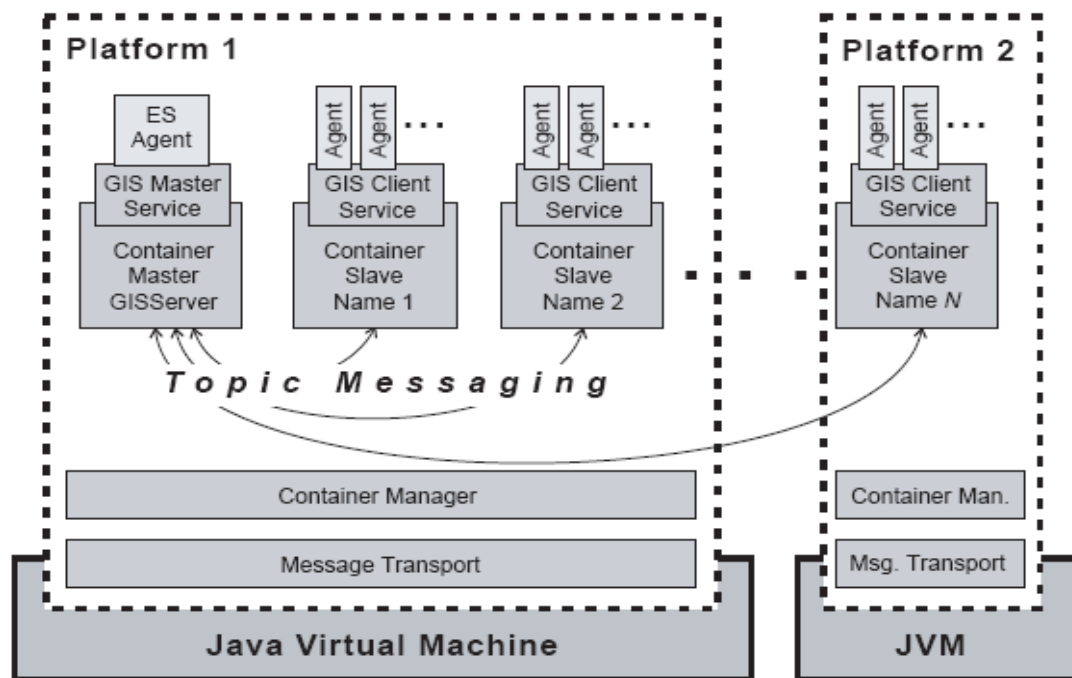 Platform 1
Platform 2
ES
Agent
Agent
Agent
...
Agent
Agent
...
Agent
Agent
...
GIS Master
Service
GIS Client
Service
GIS Client
Service
GIS Client
Service
Container
Master
GISServer
Container
Slave
Name 1
Container
Slave
Name 2
Container
Slave
Name N
Topic Messaging
Container Manager
Container Man.
Message Transport
Msg. Transport
Java Virtual Machine
JVM